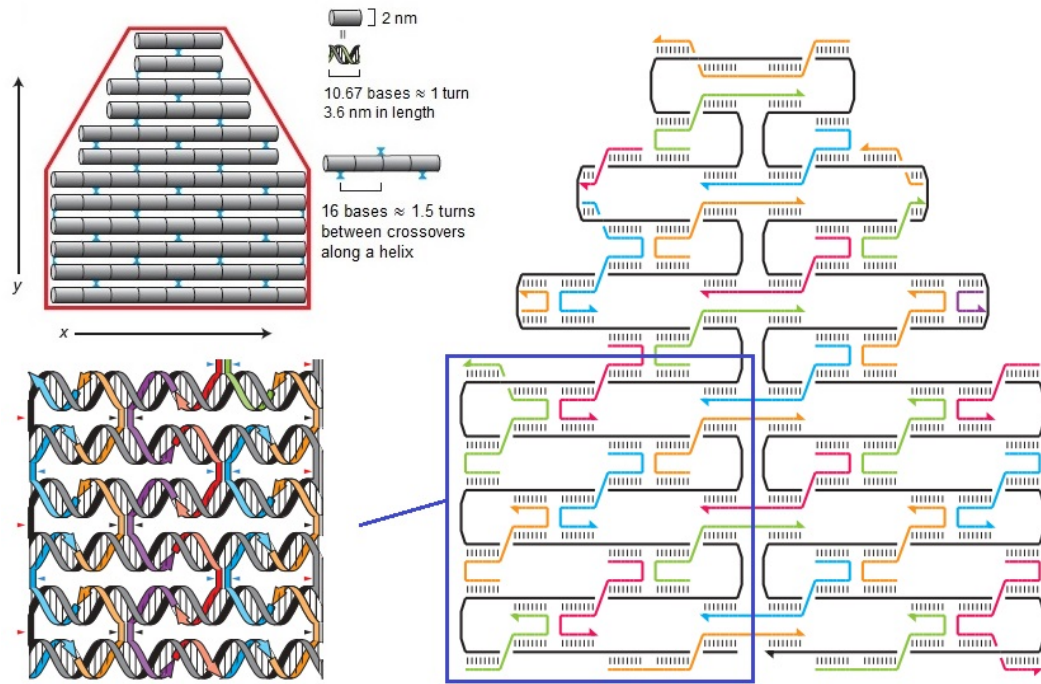 2 nm
10.67 bases ≈ 1 turn
3.6 nm in length
16 bases ≈ 1.5 turns
between crossovers
along a helix
y
x